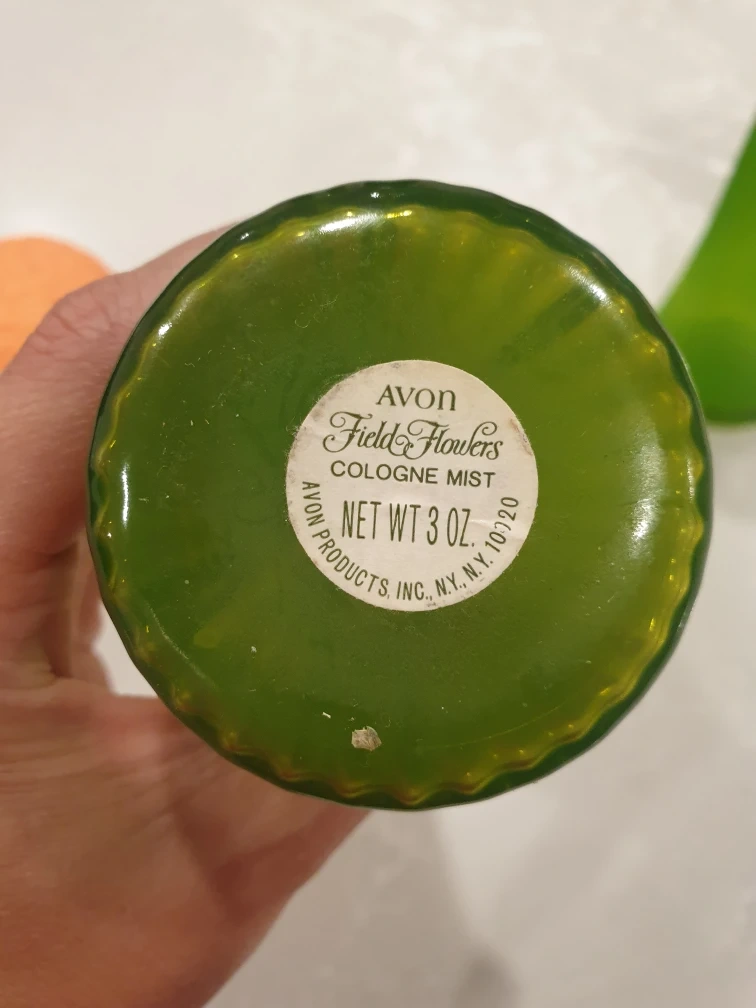 AVON
Field Flowers
COLOGNE MIST
NET WT 3 OZ.
AVON PRODUCTS, INC., N.Y., N.Y. 10020